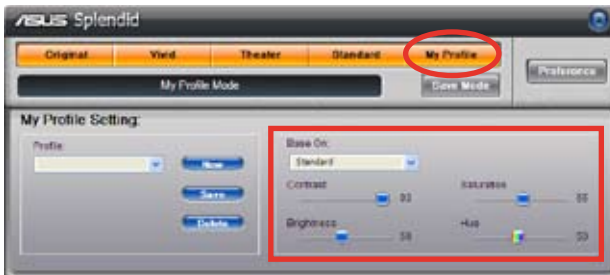 ASUS Splendid
Original Vivid Theater Standard My Profile
Preference
My Profile Mode
Save Mode
My Profile Setting:
Profile:
New
Save
Delete
Base On:
Standard
Contrast
Saturation
Brightness
Hue
50